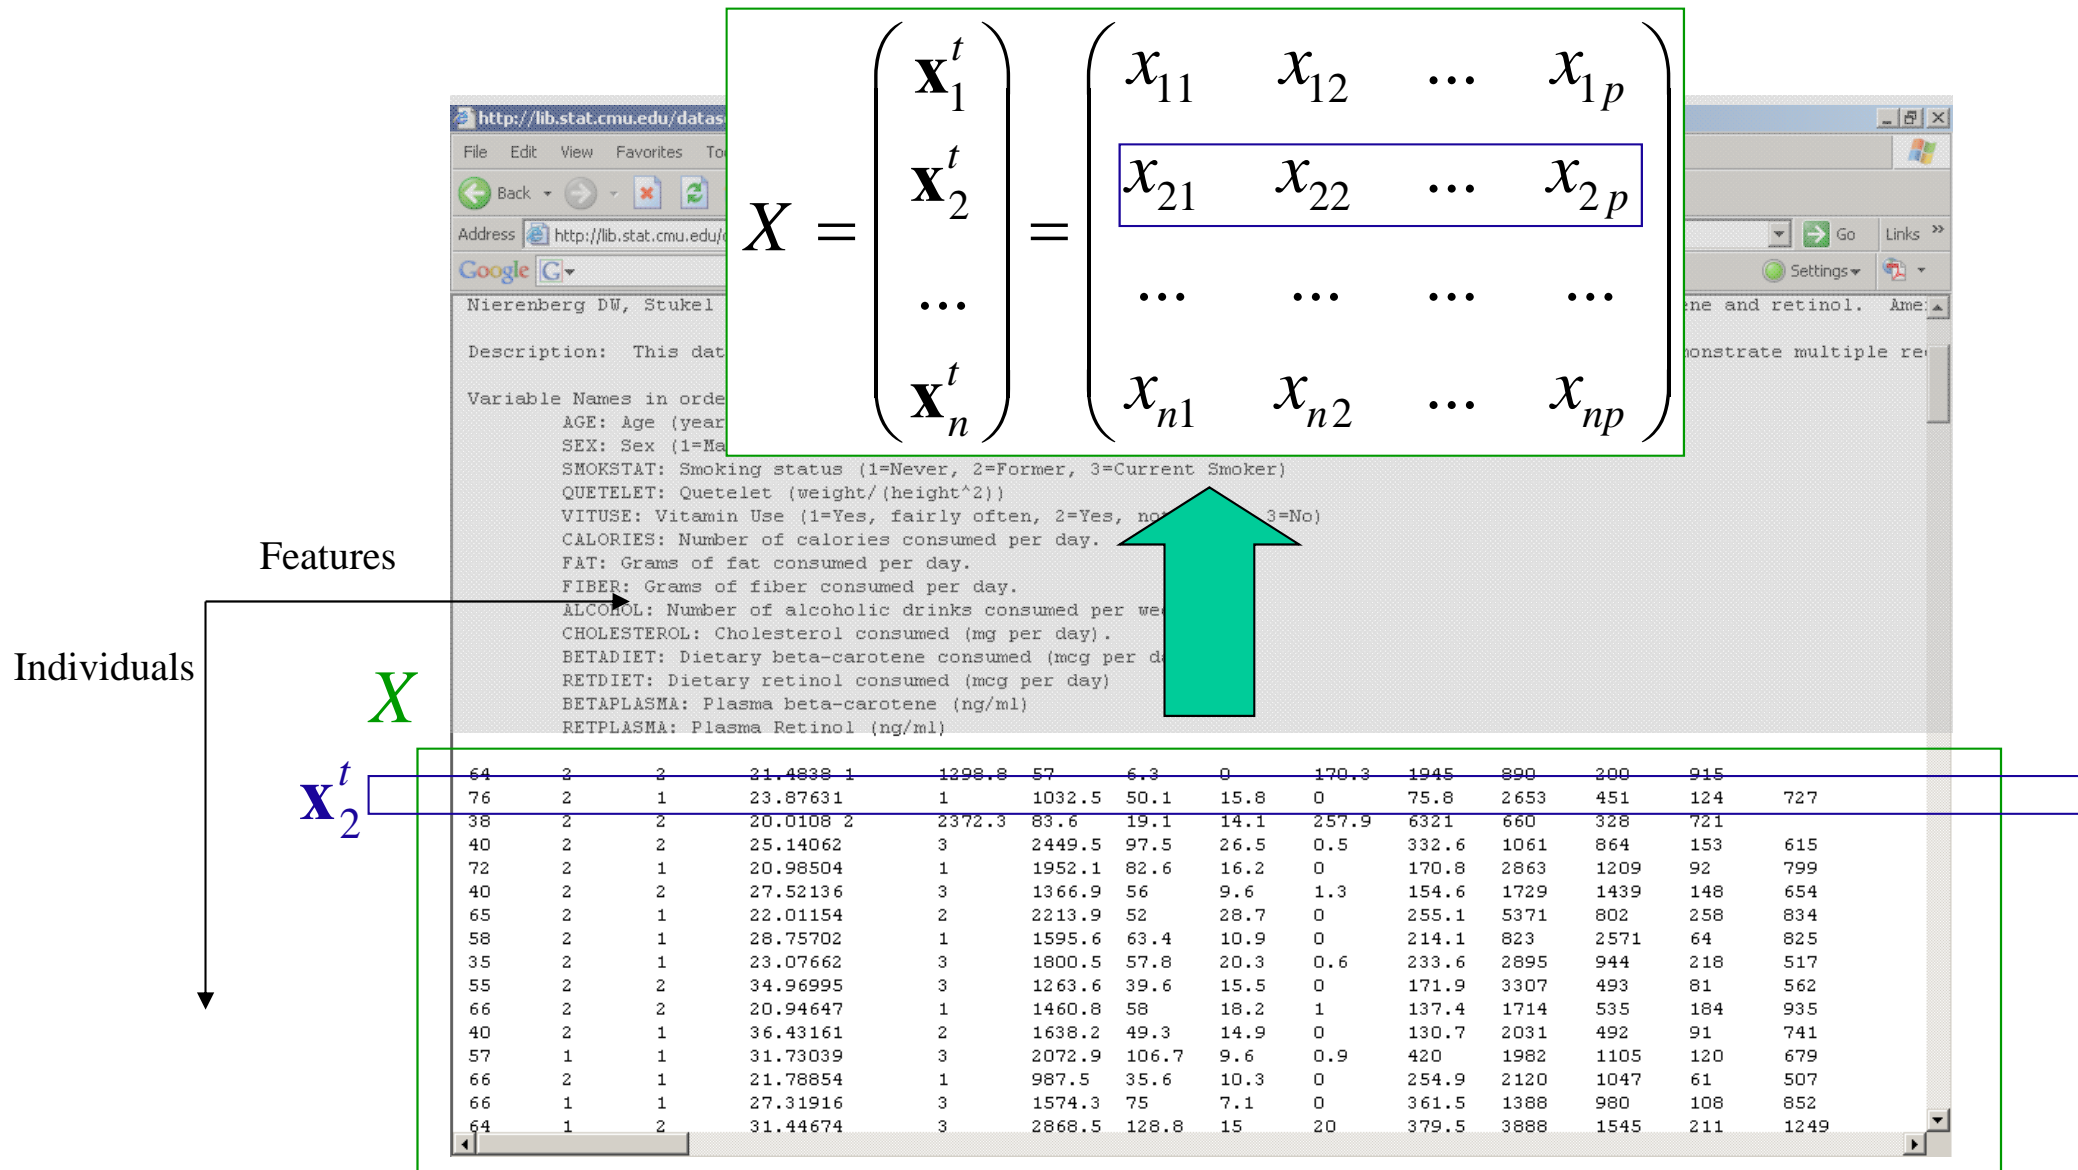 X = ( x_1^t x_2^t ... x_n^t ) = ( x_11 x_12 ... x_1p
x_21 x_22 ... x_2p
... ... ... ...
x_n1 x_n2 ... x_np )
http://lib.stat.cmu.edu/datas
File Edit View Favorites To
Back
Address http://lib.stat.cmu.edu/ Go Links »
Google G Settings
Nierenberg DW, Stukel ne and retinol. Ame
Description: This dat onstrate multiple re
Variable Names in orde
AGE: Age (year
SEX: Sex (1=Ma
SMOKSTAT: Smoking status (1=Never, 2=Former, 3=Current Smoker)
QUETELET: Quetelet (weight/(height^2))
VITUSE: Vitamin Use (1=Yes, fairly often, 2=Yes, no 3=No)
CALORIES: Number of calories consumed per day.
FAT: Grams of fat consumed per day.
FIBER: Grams of fiber consumed per day.
ALCOHOL: Number of alcoholic drinks consumed per we
CHOLESTEROL: Cholesterol consumed (mg per day).
BETADIET: Dietary beta-carotene consumed (mcg per d
RETDIET: Dietary retinol consumed (mcg per day)
BETAPLASMA: Plasma beta-carotene (ng/ml)
RETPLASMA: Plasma Retinol (ng/ml)
Features
Individuals
X
x_2^t
64 2 2 21.4838 1 1298.8 57 6.3 0 170.3 1945 890 200 915
76 2 1 23.87631 1 1032.5 50.1 15.8 0 75.8 2653 451 124 727
38 2 2 20.0108 2 2372.3 83.6 19.1 14.1 257.9 6321 660 328 721
40 2 2 25.14062 3 2449.5 97.5 26.5 0.5 332.6 1061 864 153 615
72 2 1 20.98504 1 1952.1 82.6 16.2 0 170.8 2863 1209 92 799
40 2 2 27.52136 3 1366.9 56 9.6 1.3 154.6 1729 1439 148 654
65 2 1 22.01154 2 2213.9 52 28.7 0 255.1 5371 802 258 834
58 2 1 28.75702 1 1595.6 63.4 10.9 0 214.1 823 2571 64 825
35 2 1 23.07662 3 1800.5 57.8 20.3 0.6 233.6 2895 944 218 517
55 2 2 34.96995 3 1263.6 39.6 15.5 0 171.9 3307 493 81 562
66 2 2 20.94647 1 1460.8 58 18.2 1 137.4 1714 535 184 935
40 2 1 36.43161 2 1638.2 49.3 14.9 0 130.7 2031 492 91 741
57 1 1 31.73039 3 2072.9 106.7 9.6 0.9 420 1982 1105 120 679
66 2 1 21.78854 1 987.5 35.6 10.3 0 254.9 2120 1047 61 507
66 1 1 27.31916 3 1574.3 75 7.1 0 361.5 1388 980 108 852
64 1 2 31.44674 3 2868.5 128.8 15 20 379.5 3888 1545 211 1249